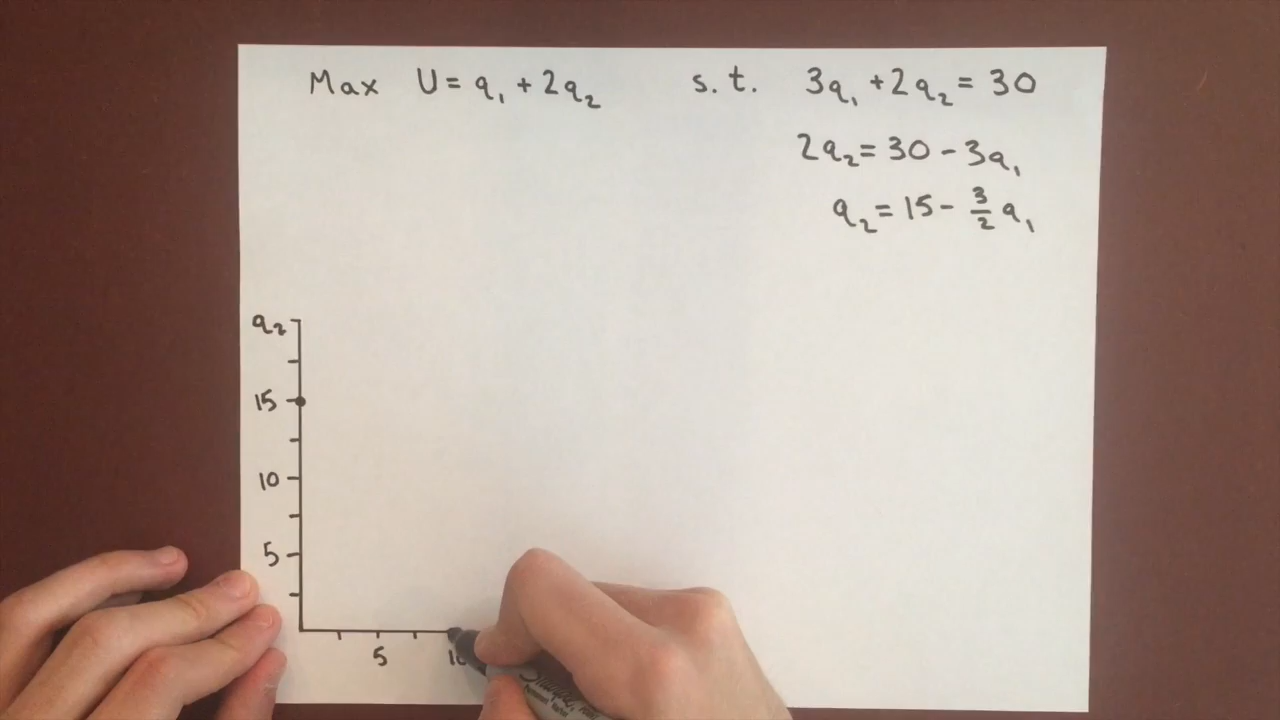 Max U = q₁ + 2q₂ s. t. 3q₁ + 2q₂ = 30
2q₂ = 30 - 3q₁
q₂ = 15 - 3/2 q₁
q₂
15
10
5
5
Sharpie